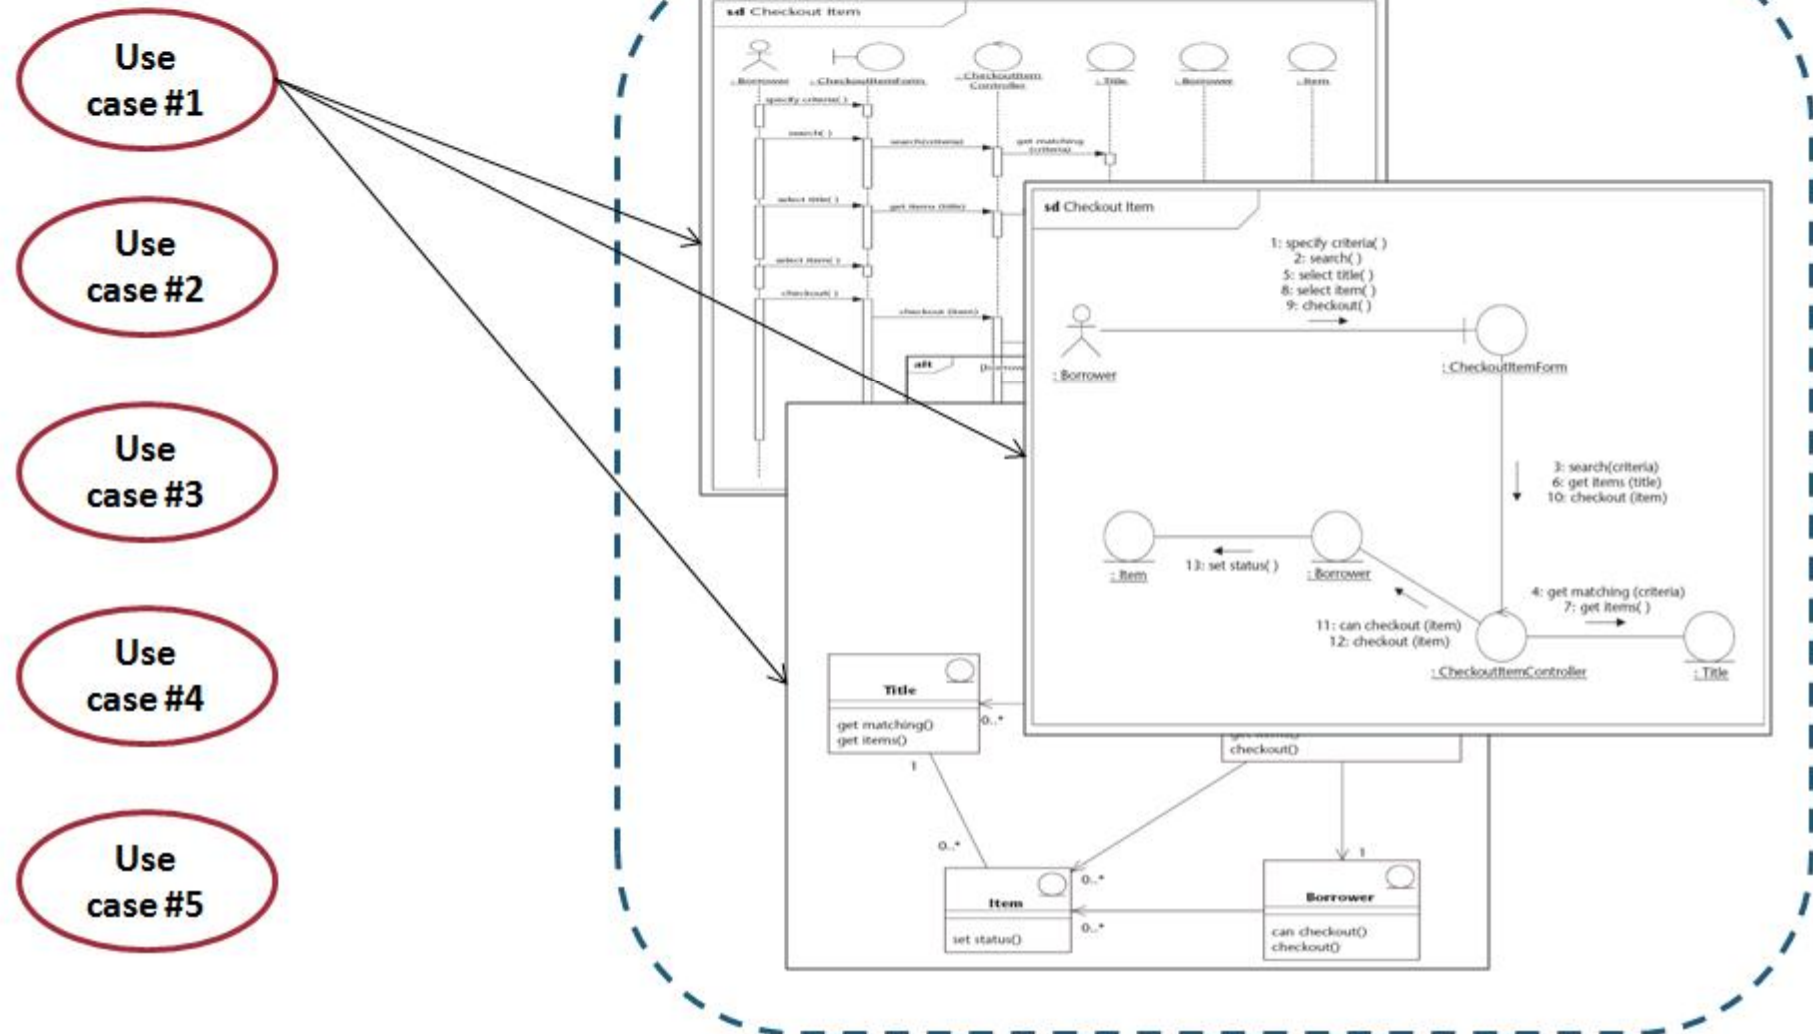 Use
case #1
Use
case #2
Use
case #3
Use
case #4
Use
case #5
sd Checkout Item
: Borrower
: CheckoutItemForm
: CheckoutItem
Controller
: Title
: Borrower
: Item
specify criteria( )
search( )
search(criteria)
get matching
(criteria)
select title( )
get items (title)
select item( )
checkout( )
checkout (item)
alt
sd Checkout Item
1: specify criteria( )
2: search( )
5: select title( )
8: select item( )
9: checkout( )
: Borrower
: CheckoutItemForm
3: search(criteria)
6: get items (title)
10: checkout (item)
: Item
13: set status( )
: Borrower
4: get matching (criteria)
7: get items( )
11: can checkout (item)
12: checkout (item)
: CheckoutItemController
: Title
Title
get matching()
get items()
0..*
1
checkout()
0..*
1
0..*
0..*
Item
set status()
Borrower
can checkout()
checkout()